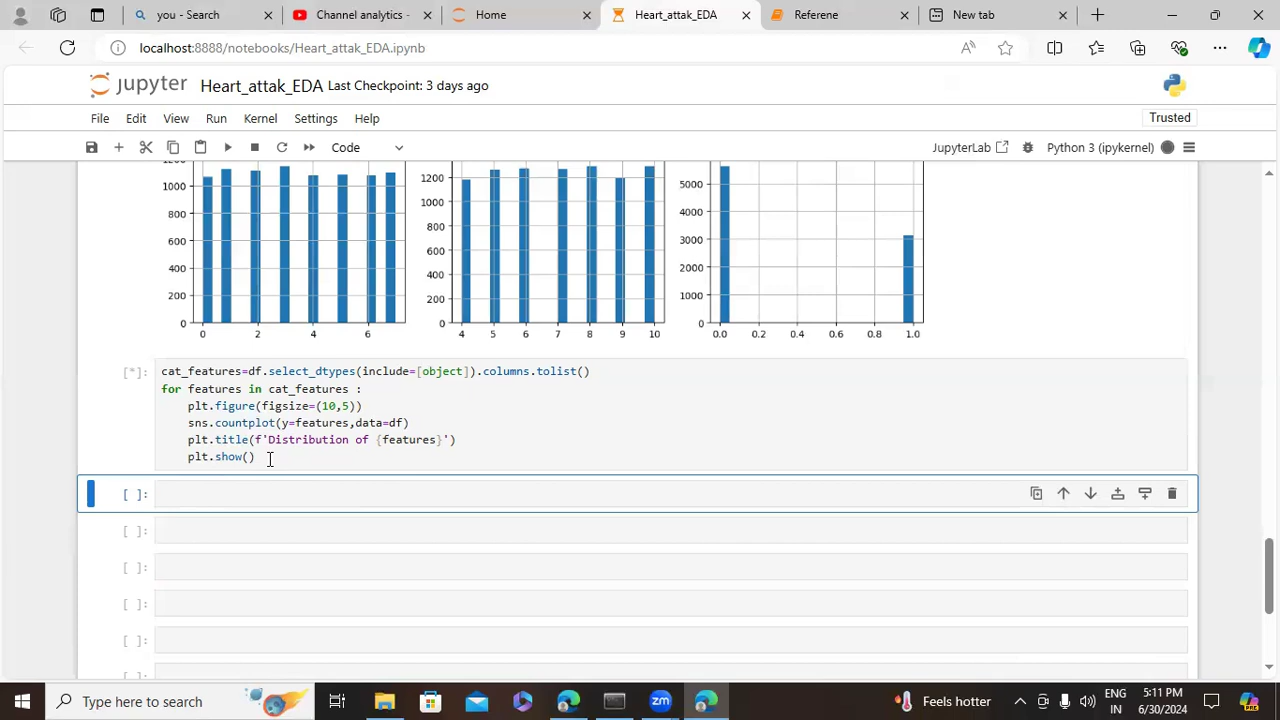 you - Search
Channel analytics -
Home
Heart_attak_EDA
Referene
New tab
localhost:8888/notebooks/Heart_attak_EDA.ipynb
jupyter Heart_attak_EDA Last Checkpoint: 3 days ago
File Edit View Run Kernel Settings Help
Trusted
Code
JupyterLab
Python 3 (ipykernel)
1200
1000
800
600
400
200
0
0 2 4 6
1200
1000
800
600
400
200
0
4 5 6 7 8 9 10
5000
4000
3000
2000
1000
0
0.0 0.2 0.4 0.6 0.8 1.0
[*]:
cat_features=df.select_dtypes(include=[object]).columns.tolist()
for features in cat_features :
plt.figure(figsize=(10,5))
sns.countplot(y=features,data=df)
plt.title(f'Distribution of {features}')
plt.show()
[ ]:
[ ]:
[ ]:
[ ]:
[ ]:
[ ]:
Type here to search
Feels hotter
ENG
IN
5:11 PM
6/30/2024